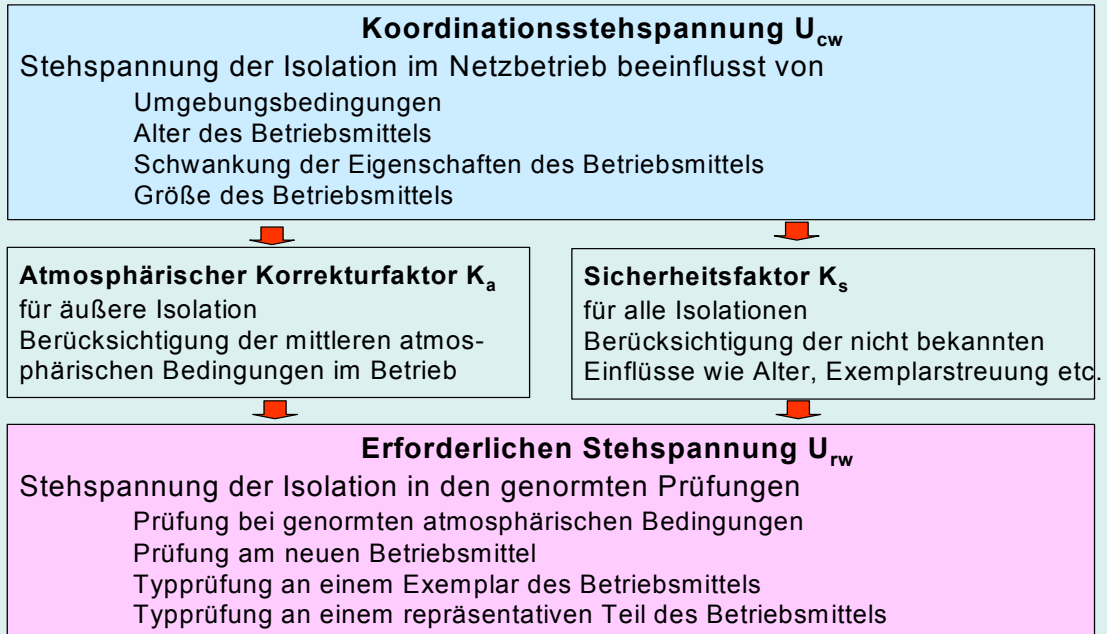 Koordinationsstehspannung Ucw
Stehspannung der Isolation im Netzbetrieb beeinflusst von
Umgebungsbedingungen
Alter des Betriebsmittels
Schwankung der Eigenschaften des Betriebsmittels
Größe des Betriebsmittels
Atmosphärischer Korrekturfaktor Ka
für äußere Isolation
Berücksichtigung der mittleren atmos-
phärischen Bedingungen im Betrieb
Sicherheitsfaktor Ks
für alle Isolationen
Berücksichtigung der nicht bekannten
Einflüsse wie Alter, Exemplarstreuung etc.
Erforderlichen Stehspannung Urw
Stehspannung der Isolation in den genormten Prüfungen
Prüfung bei genormten atmosphärischen Bedingungen
Prüfung am neuen Betriebsmittel
Typprüfung an einem Exemplar des Betriebsmittels
Typprüfung an einem repräsentativen Teil des Betriebsmittels